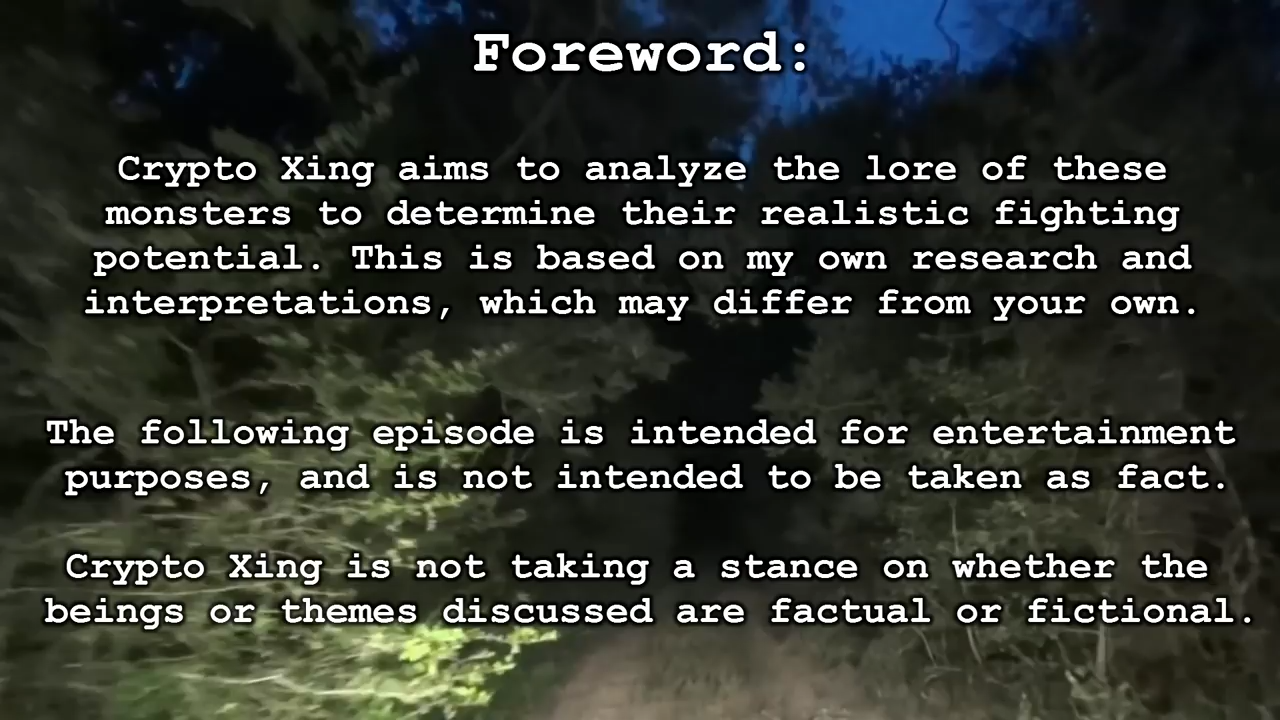 Foreword:
Crypto Xing aims to analyze the lore of these
monsters to determine their realistic fighting
potential. This is based on my own research and
interpretations, which may differ from your own.
The following episode is intended for entertainment
purposes, and is not intended to be taken as fact.
Crypto Xing is not taking a stance on whether the
beings or themes discussed are factual or fictional.